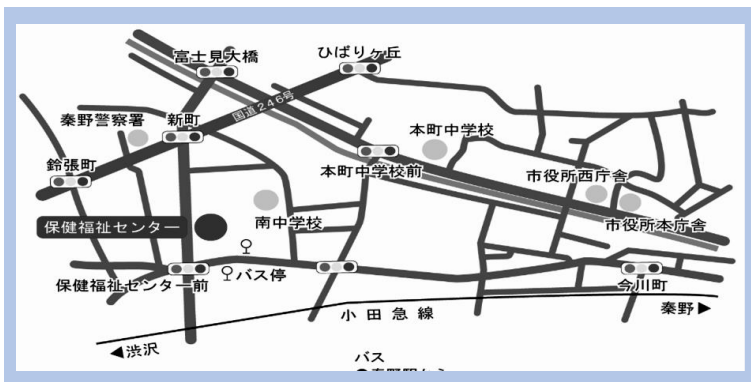 富士見大橋
ひばりヶ丘
国道246号
秦野警察署
新町
本町中学校
鈴張町
本町中学校前
市役所西庁舎
保健福祉センター
南中学校
市役所本庁舎
バス停
保健福祉センター前
今川町
小田急線
秦野▶
◀渋沢
バス